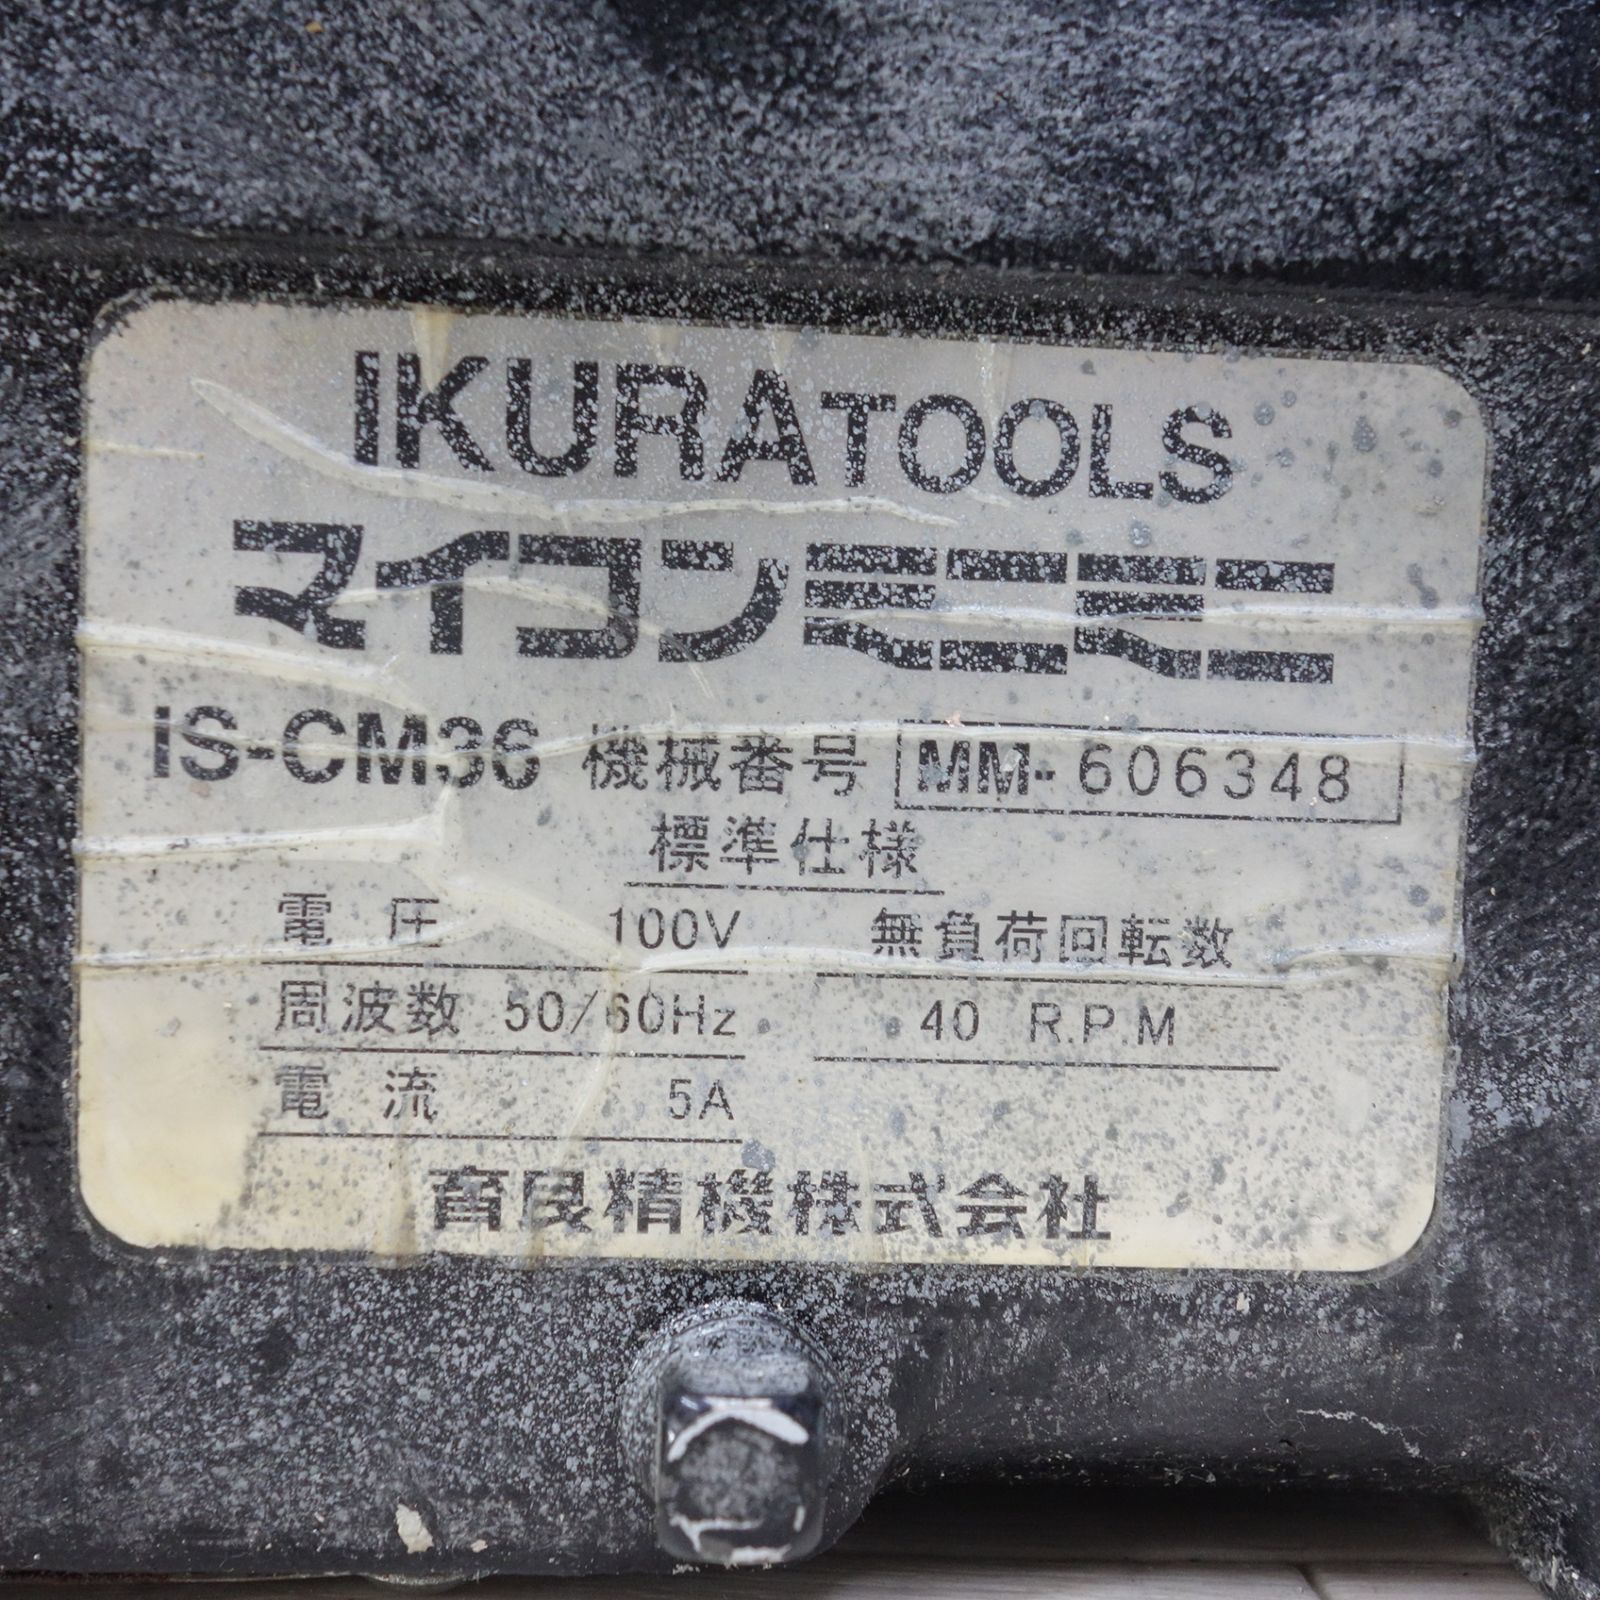 IKURATOOLS
マイコンミニミニ
IS-CM36 機械番号 MM-606348
標準仕様
電圧 100V 無負荷回転数
周波数 50/60Hz 40 R.P.M
電流 5A
育良精機株式会社